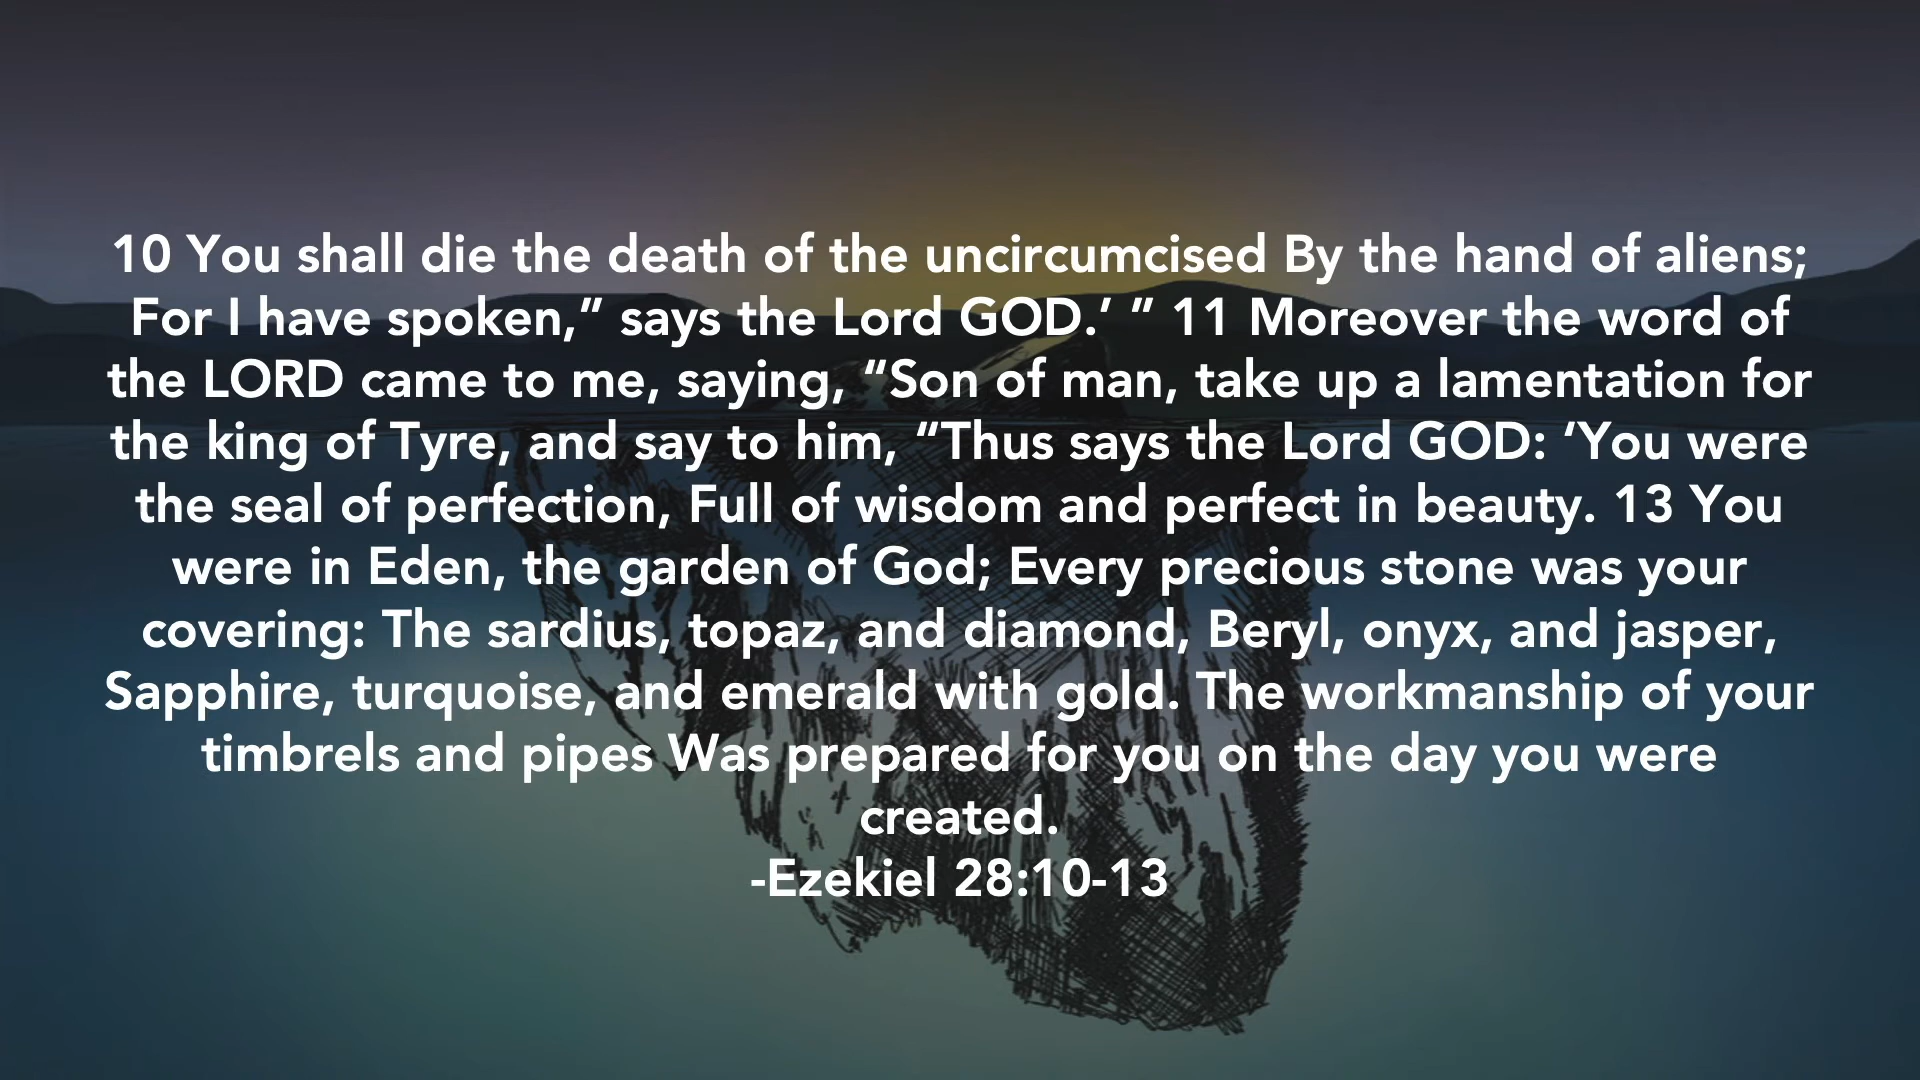 10 You shall die the death of the uncircumcised By the hand of aliens;
For I have spoken,” says the Lord GOD.’ ” 11 Moreover the word of
the LORD came to me, saying, “Son of man, take up a lamentation for
the king of Tyre, and say to him, “Thus says the Lord GOD: ‘You were
the seal of perfection, Full of wisdom and perfect in beauty. 13 You
were in Eden, the garden of God; Every precious stone was your
covering: The sardius, topaz, and diamond, Beryl, onyx, and jasper,
Sapphire, turquoise, and emerald with gold. The workmanship of your
timbrels and pipes Was prepared for you on the day you were
created.
-Ezekiel 28:10-13